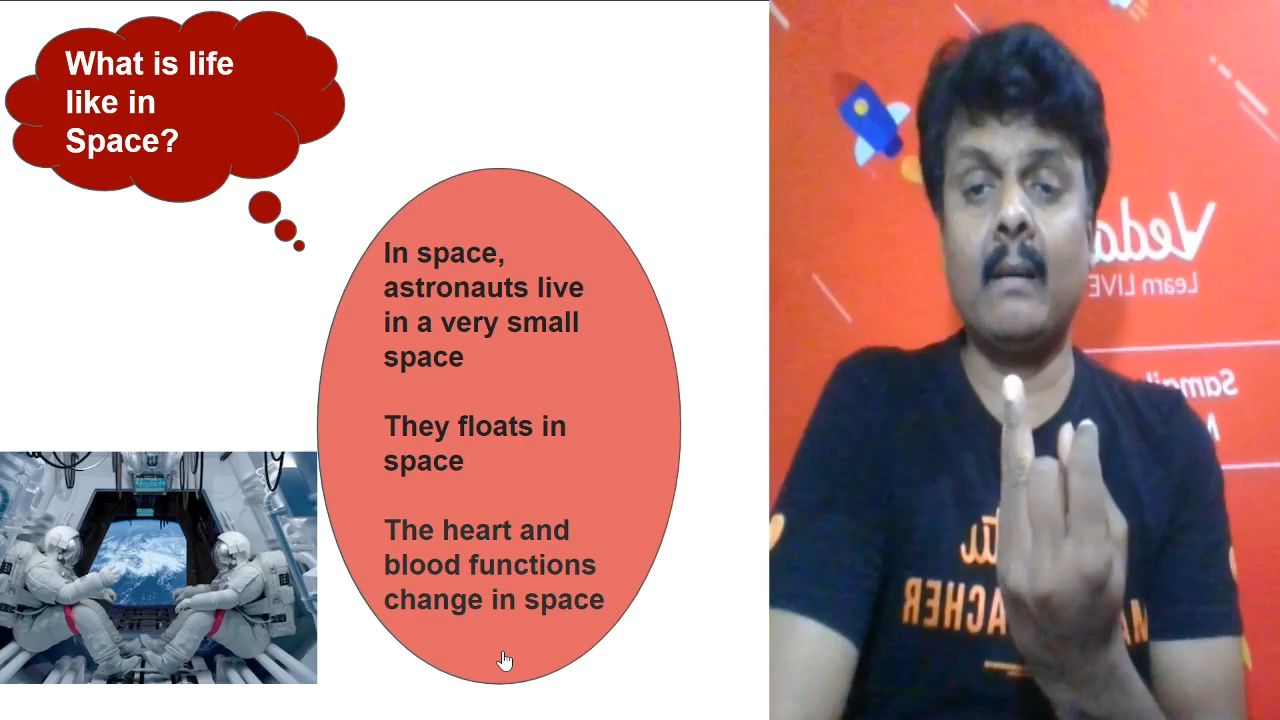 What is life
like in
Space?
In space,
astronauts live
in a very small
space
They floats in
space
The heart and
blood functions
change in space
Veda
Learn LIVE